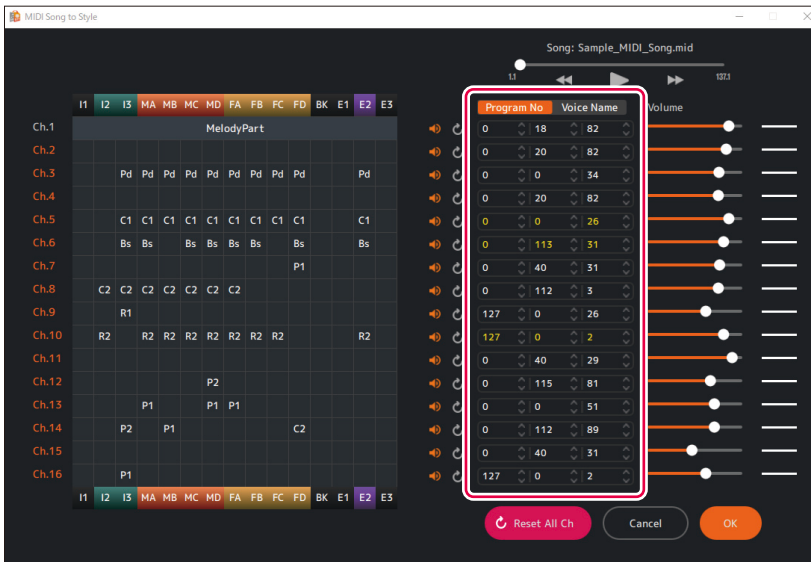 MIDI Song to Style
Song: Sample_MIDI_Song.mid
1.1 137.1
I1 I2 I3 MA MB MC MD FA FB FC FD BK E1 E2 E3 Program No Voice Name Volume
Ch.1 MelodyPart 0 18 82
Ch.2 0 20 82
Ch.3 Pd Pd Pd Pd Pd Pd Pd Pd Pd Pd 0 0 34
Ch.4 0 20 82
Ch.5 C1 C1 C1 C1 C1 C1 C1 C1 C1 C1 0 0 26
Ch.6 Bs Bs Bs Bs Bs Bs Bs Bs 0 113 31
Ch.7 P1 0 40 31
Ch.8 C2 C2 C2 C2 C2 C2 C2 0 112 3
Ch.9 R1 127 0 26
Ch.10 R2 R2 R2 R2 R2 R2 R2 R2 R2 127 0 2
Ch.11 0 40 29
Ch.12 P2 0 115 81
Ch.13 P1 P1 P1 0 0 51
Ch.14 P2 P1 C2 0 112 89
Ch.15 0 40 31
Ch.16 P1 127 0 2
I1 I2 I3 MA MB MC MD FA FB FC FD BK E1 E2 E3
Reset All Ch Cancel OK